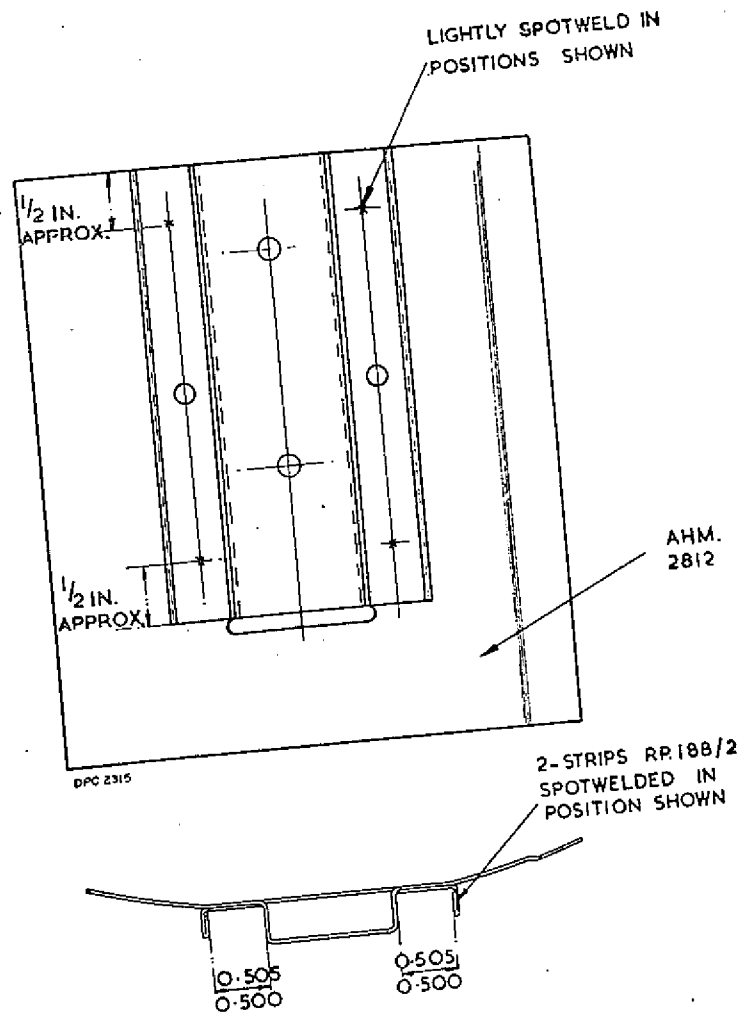 LIGHTLY SPOTWELD IN
POSITIONS SHOWN
1/2 IN.
APPROX.
AHM.
2812
1/2 IN.
APPROX.
DPC 2315
2-STRIPS RP.188/2
SPOTWELDED IN
POSITION SHOWN
0.505
0.500
0.505
0.500